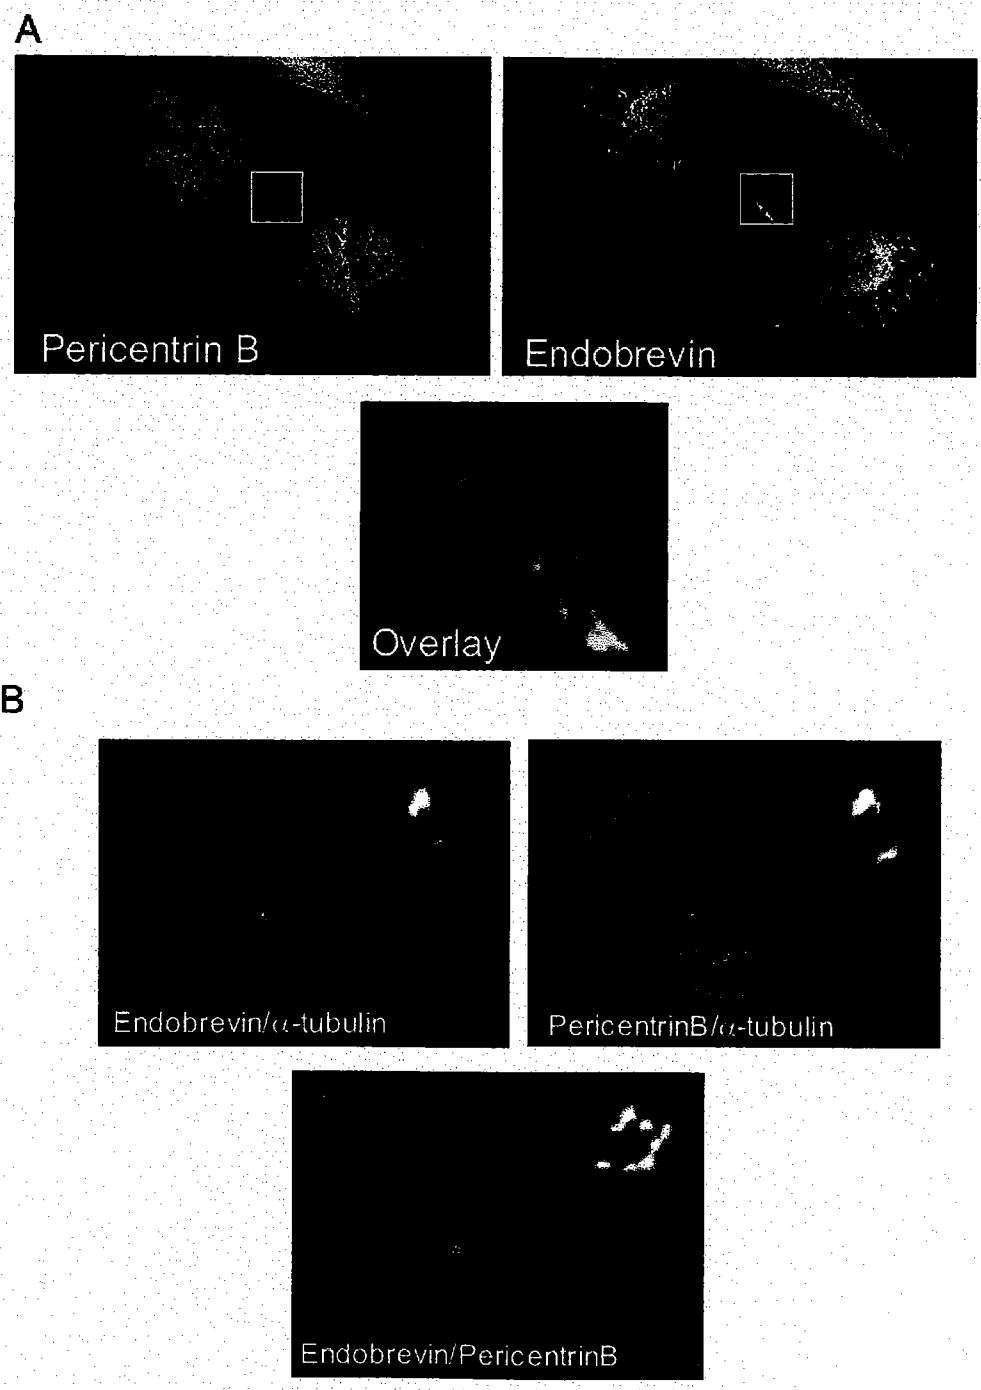 A
Pericentrin B
Endobrevin
Overlay
B
Endobrevin/α-tubulin
PericentrinB/α-tubulin
Endobrevin/PericentrinB